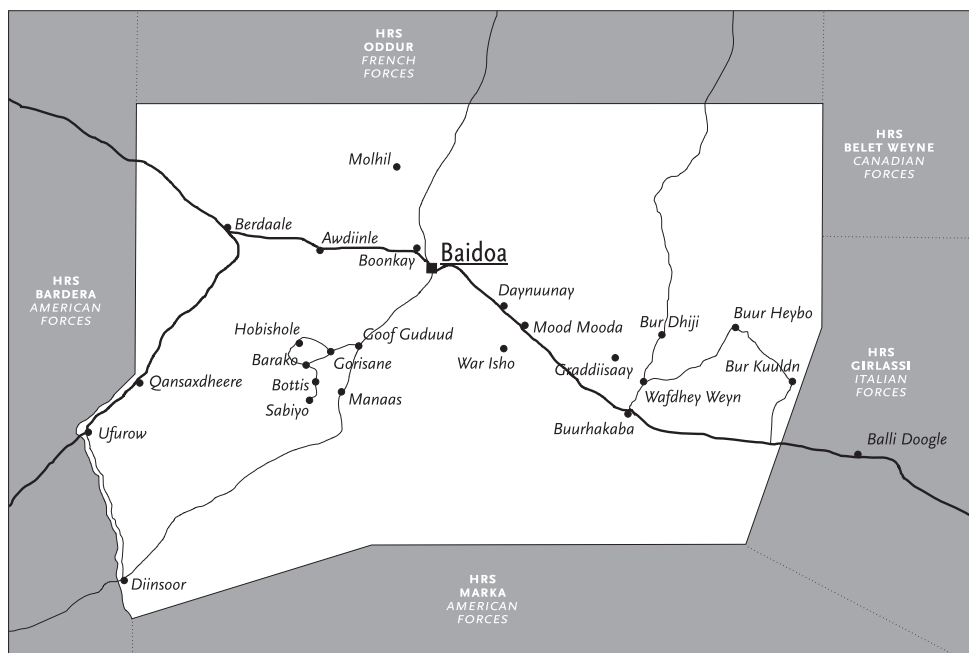 HRS
ODDUR
FRENCH
FORCES
HRS
BELET WEYNE
CANADIAN
FORCES
Molhil
Berdaale
Awdiinle
Boonkay
Baidoa
HRS
BARDERA
AMERICAN
FORCES
Daynuunay
Mood Mooda
Bur Dhiji
Buur Heybo
Hobishole
Goof Guduud
Barako
Gorisane
War Isho
Graddiisaay
Bur Kuuldn
HRS
GIRLASSI
ITALIAN
FORCES
Qansaxdheere
Bottis
Sabiyo
Manaas
Wafdhey Weyn
Ufurow
Buurhakaba
Balli Doogle
Diinsoor
HRS
MARKA
AMERICAN
FORCES